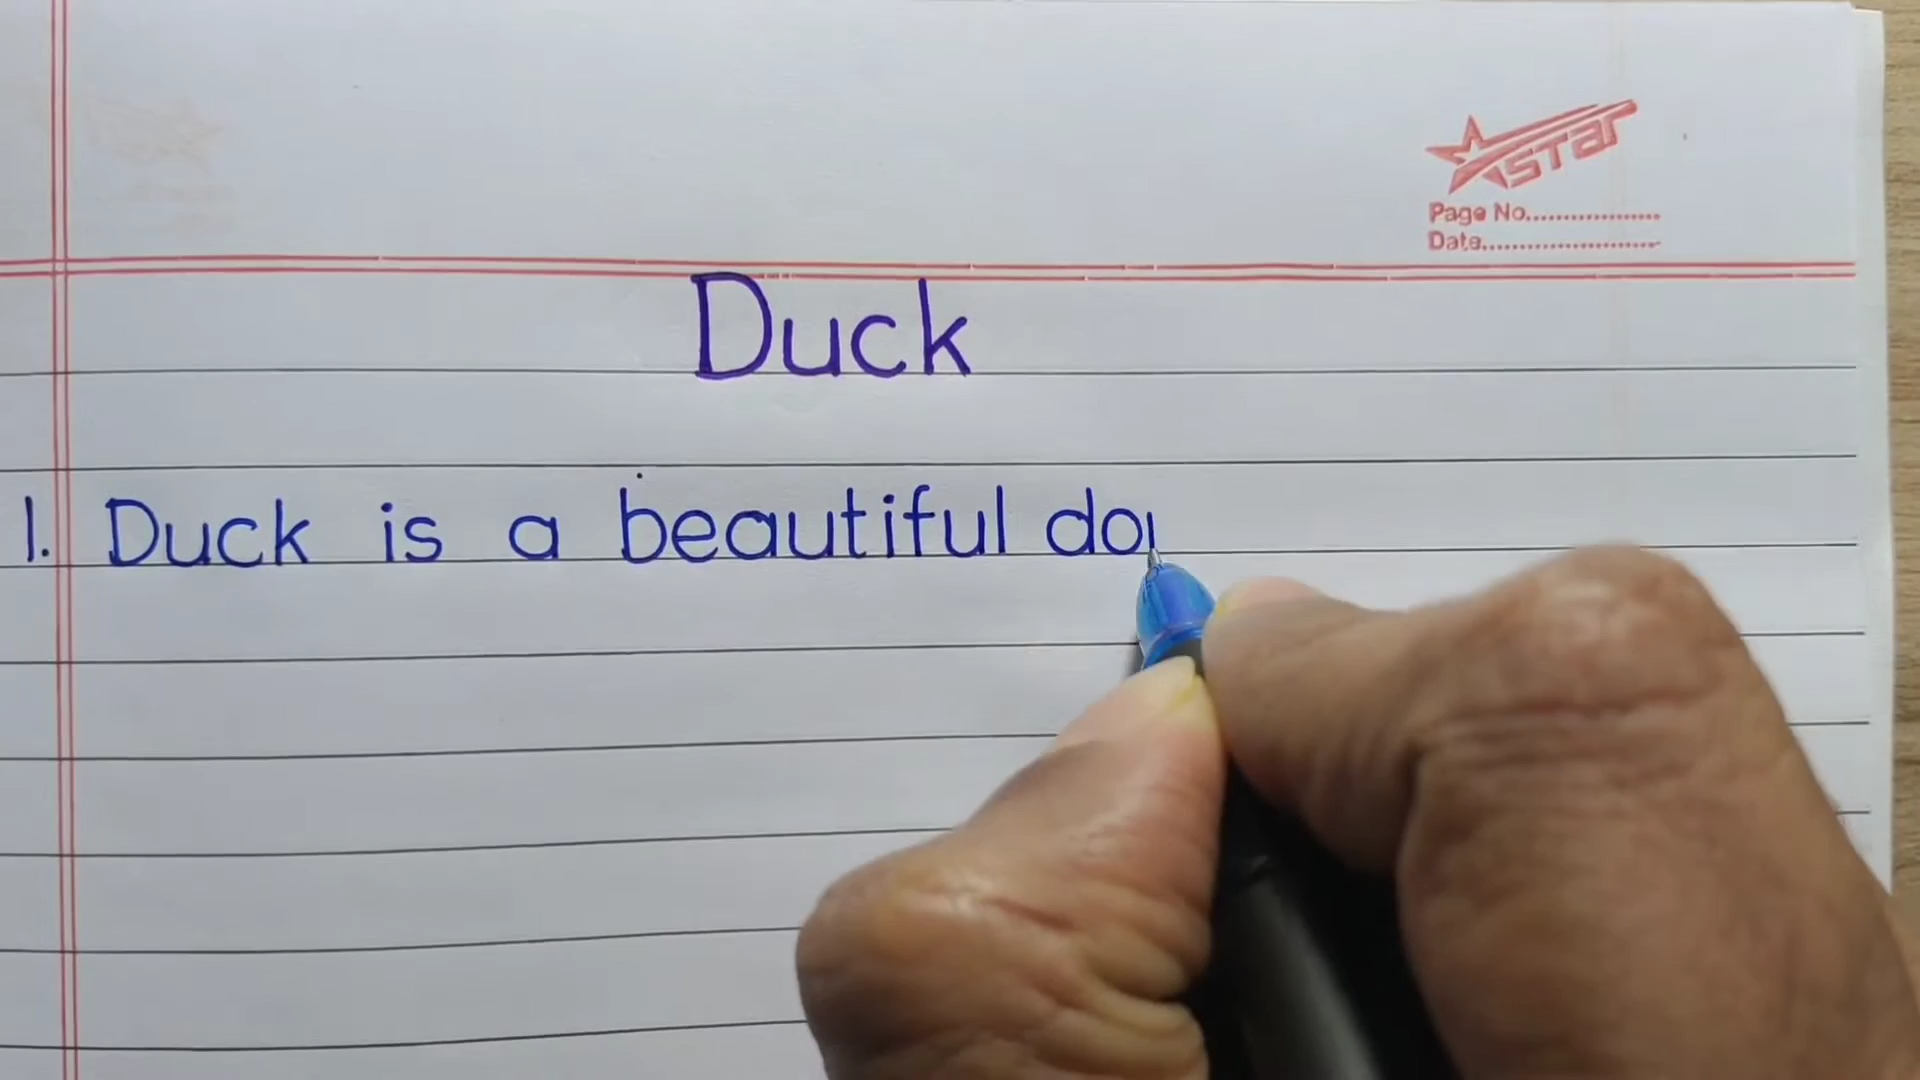 Star
Page No..................
Date........................
Duck
1. Duck is a beautiful do